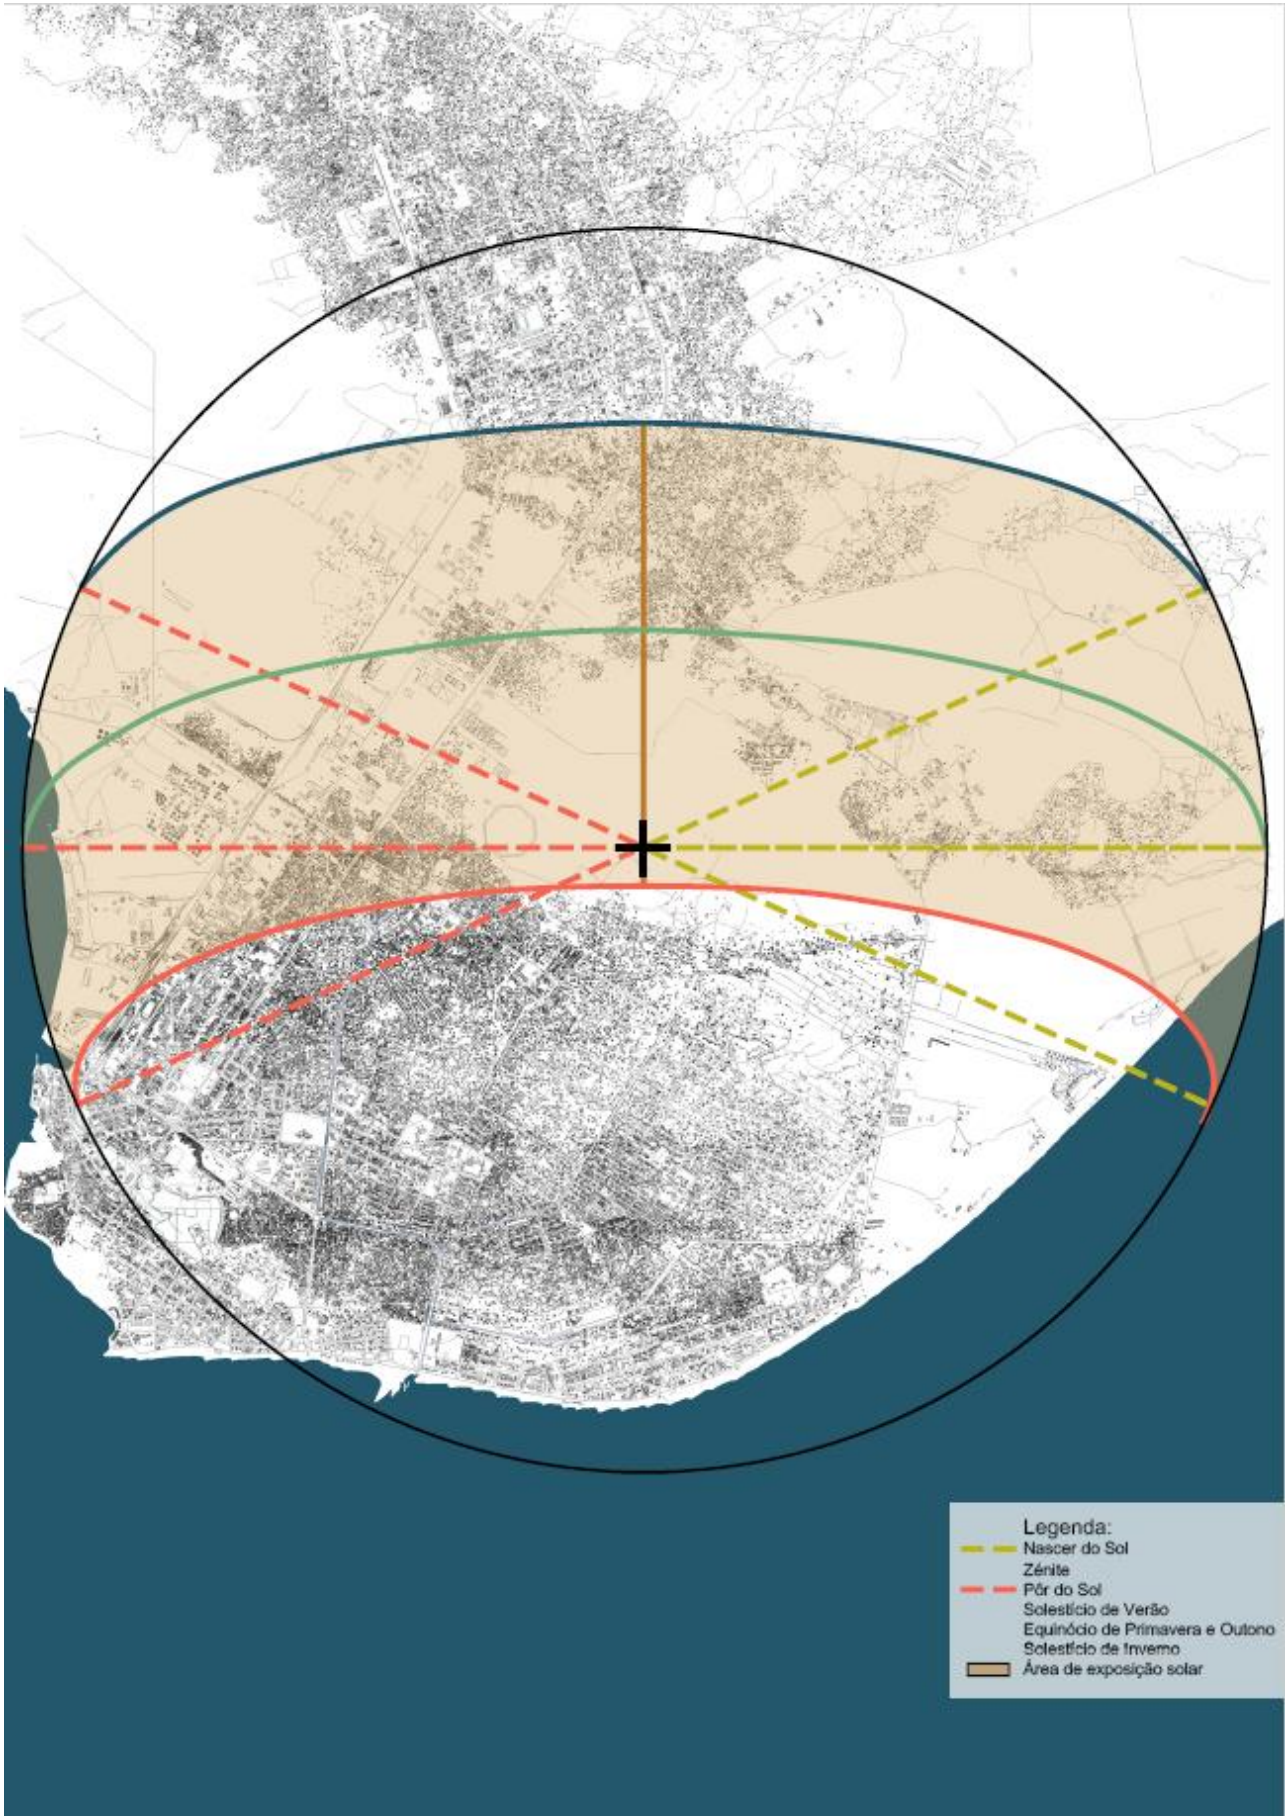 Legenda:
Nascer do Sol
Zénite
Pôr do Sol
Solestício de Verão
Equinócio de Primavera e Outono
Solestício de Inverno
Área de exposição solar